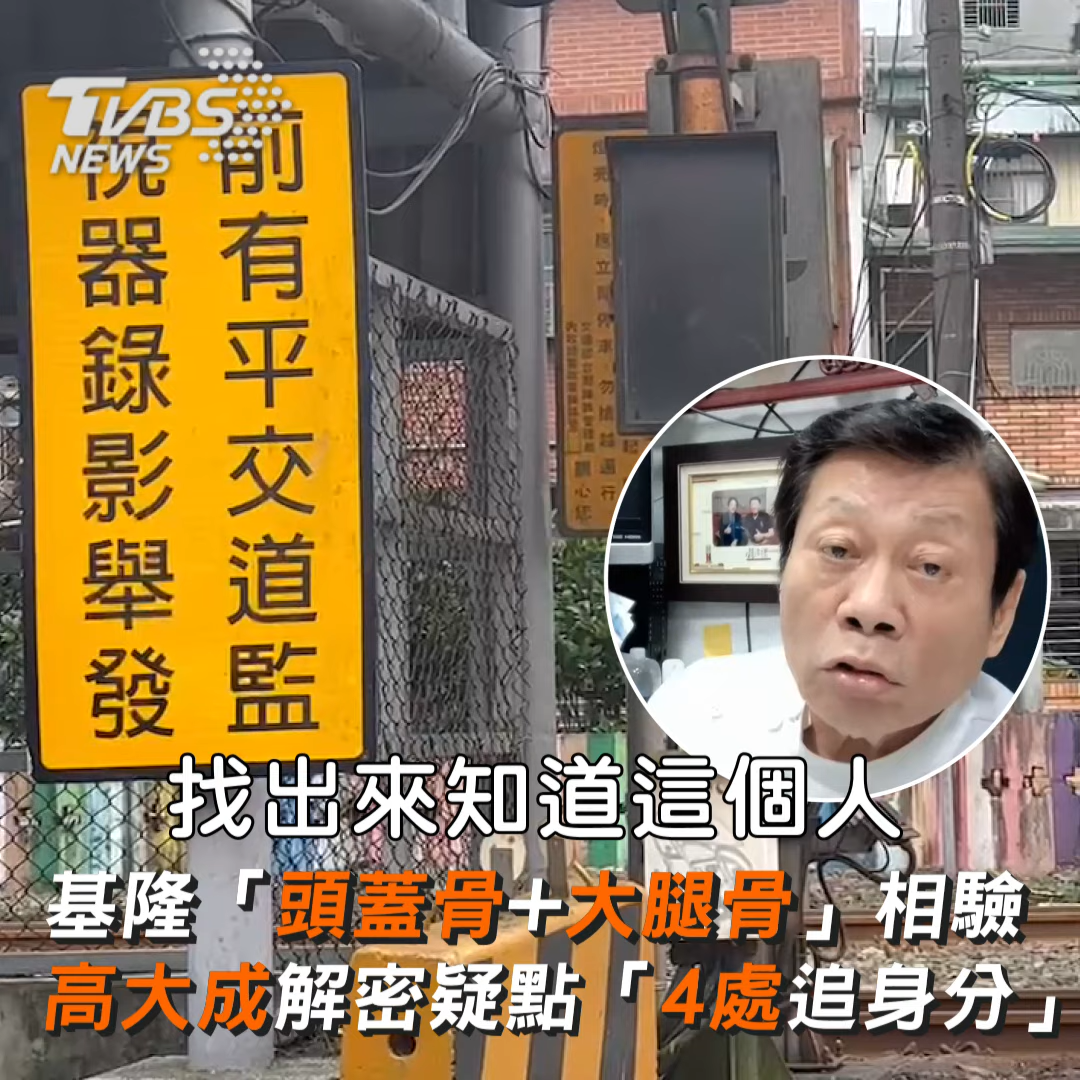 TVBS
NEWS
前有平交道監
視器錄影舉發
找出來知道這個人
基隆「頭蓋骨+大腿骨」相驗
高大成解密疑點「4處追身分」